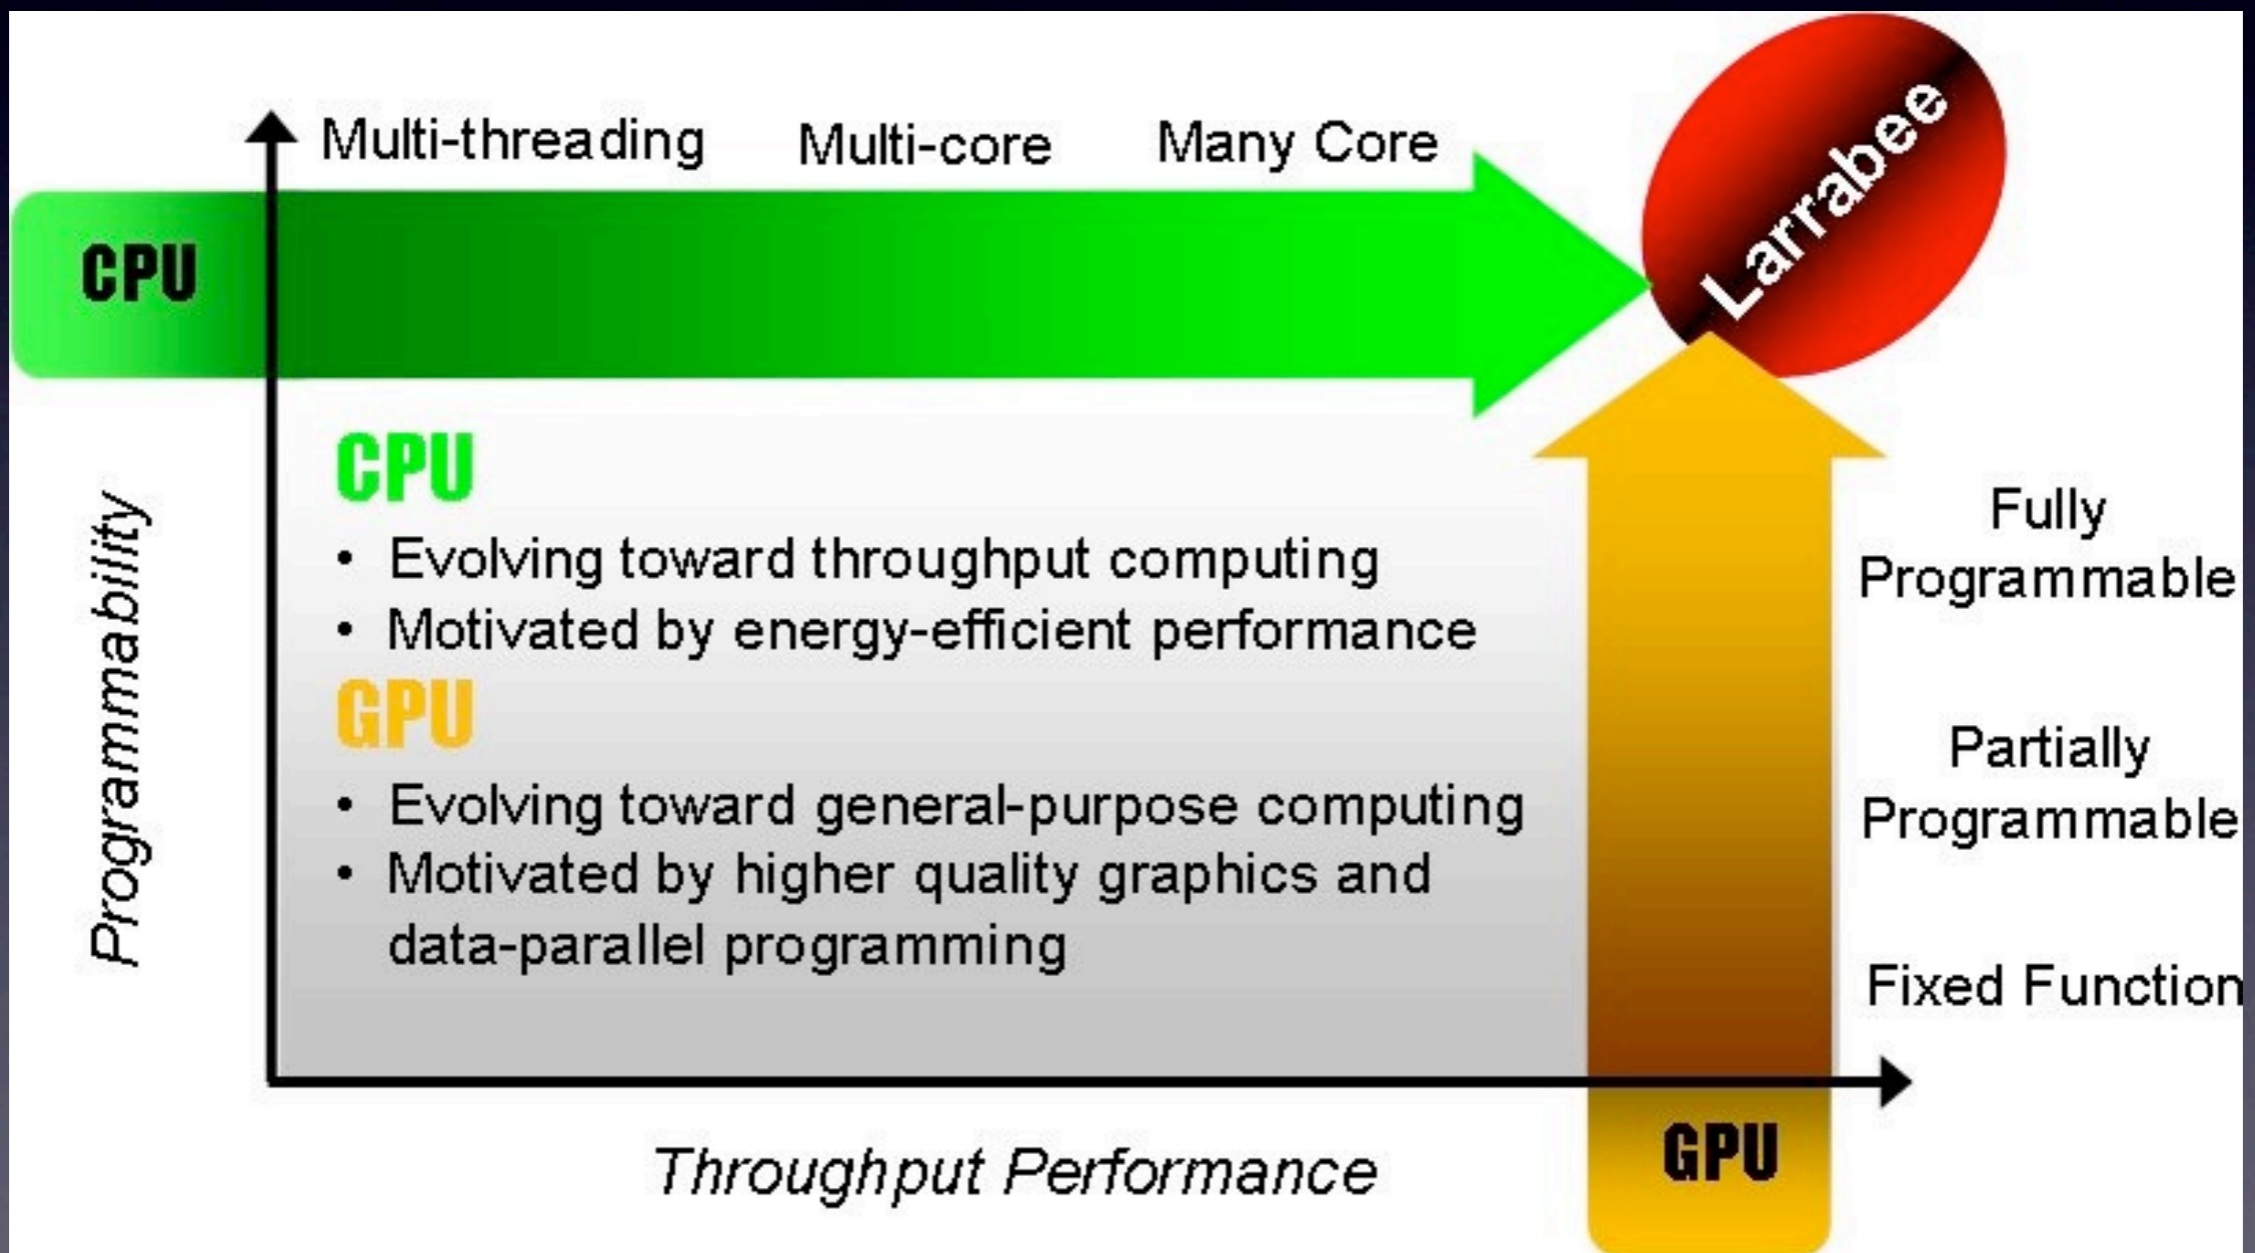 Multi-threading Multi-core Many Core
Larrabee
CPU
CPU
• Evolving toward throughput computing
• Motivated by energy-efficient performance
GPU
• Evolving toward general-purpose computing
• Motivated by higher quality graphics and
data-parallel programming
Programmability
Fully
Programmable
Partially
Programmable
Fixed Function
Throughput Performance
GPU